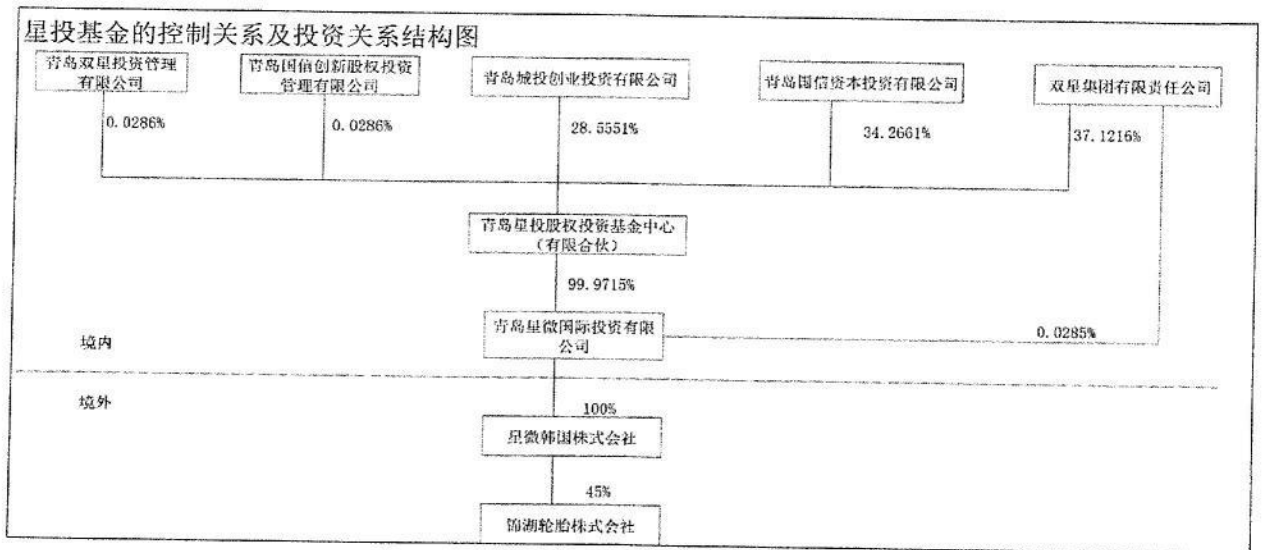 星投基金的控制关系及投资关系结构图
青岛双星投资管理
有限公司
青岛国信创新股权投资
管理有限公司
青岛城投创业投资有限公司
青岛国信资本投资有限公司
双星集团有限责任公司
0.0286%
0.0286%
28.5551%
34.2661%
37.1216%
青岛星投股权投资基金中心
（有限合伙）
99.9715%
青岛星微国际投资有限
公司
0.0285%
境内
境外
100%
星微韩国株式会社
45%
锦湖轮胎株式会社